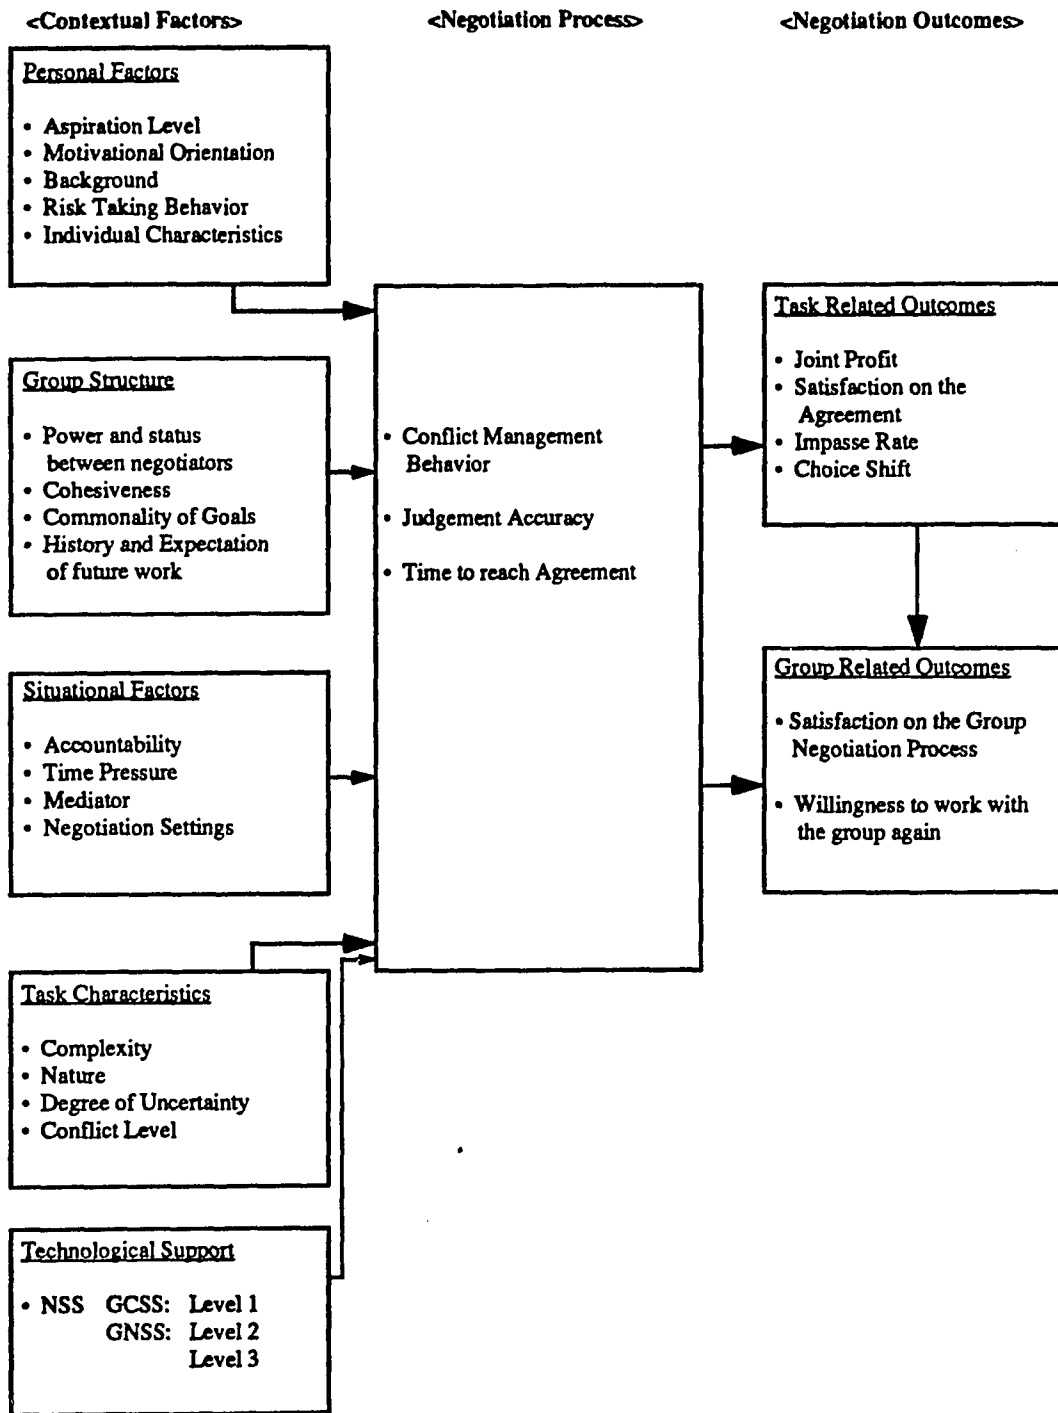 <Contextual Factors>
<Negotiation Process>
<Negotiation Outcomes>
Personal Factors
• Aspiration Level
• Motivational Orientation
• Background
• Risk Taking Behavior
• Individual Characteristics
Group Structure
• Power and status
between negotiators
• Cohesiveness
• Commonality of Goals
• History and Expectation
of future work
Situational Factors
• Accountability
• Time Pressure
• Mediator
• Negotiation Settings
Task Characteristics
• Complexity
• Nature
• Degree of Uncertainty
• Conflict Level
Technological Support
• NSS GCSS: Level 1
GNSS: Level 2
Level 3
• Conflict Management
Behavior
• Judgement Accuracy
• Time to reach Agreement
Task Related Outcomes
• Joint Profit
• Satisfaction on the
Agreement
• Impasse Rate
• Choice Shift
Group Related Outcomes
• Satisfaction on the Group
Negotiation Process
• Willingness to work with
the group again